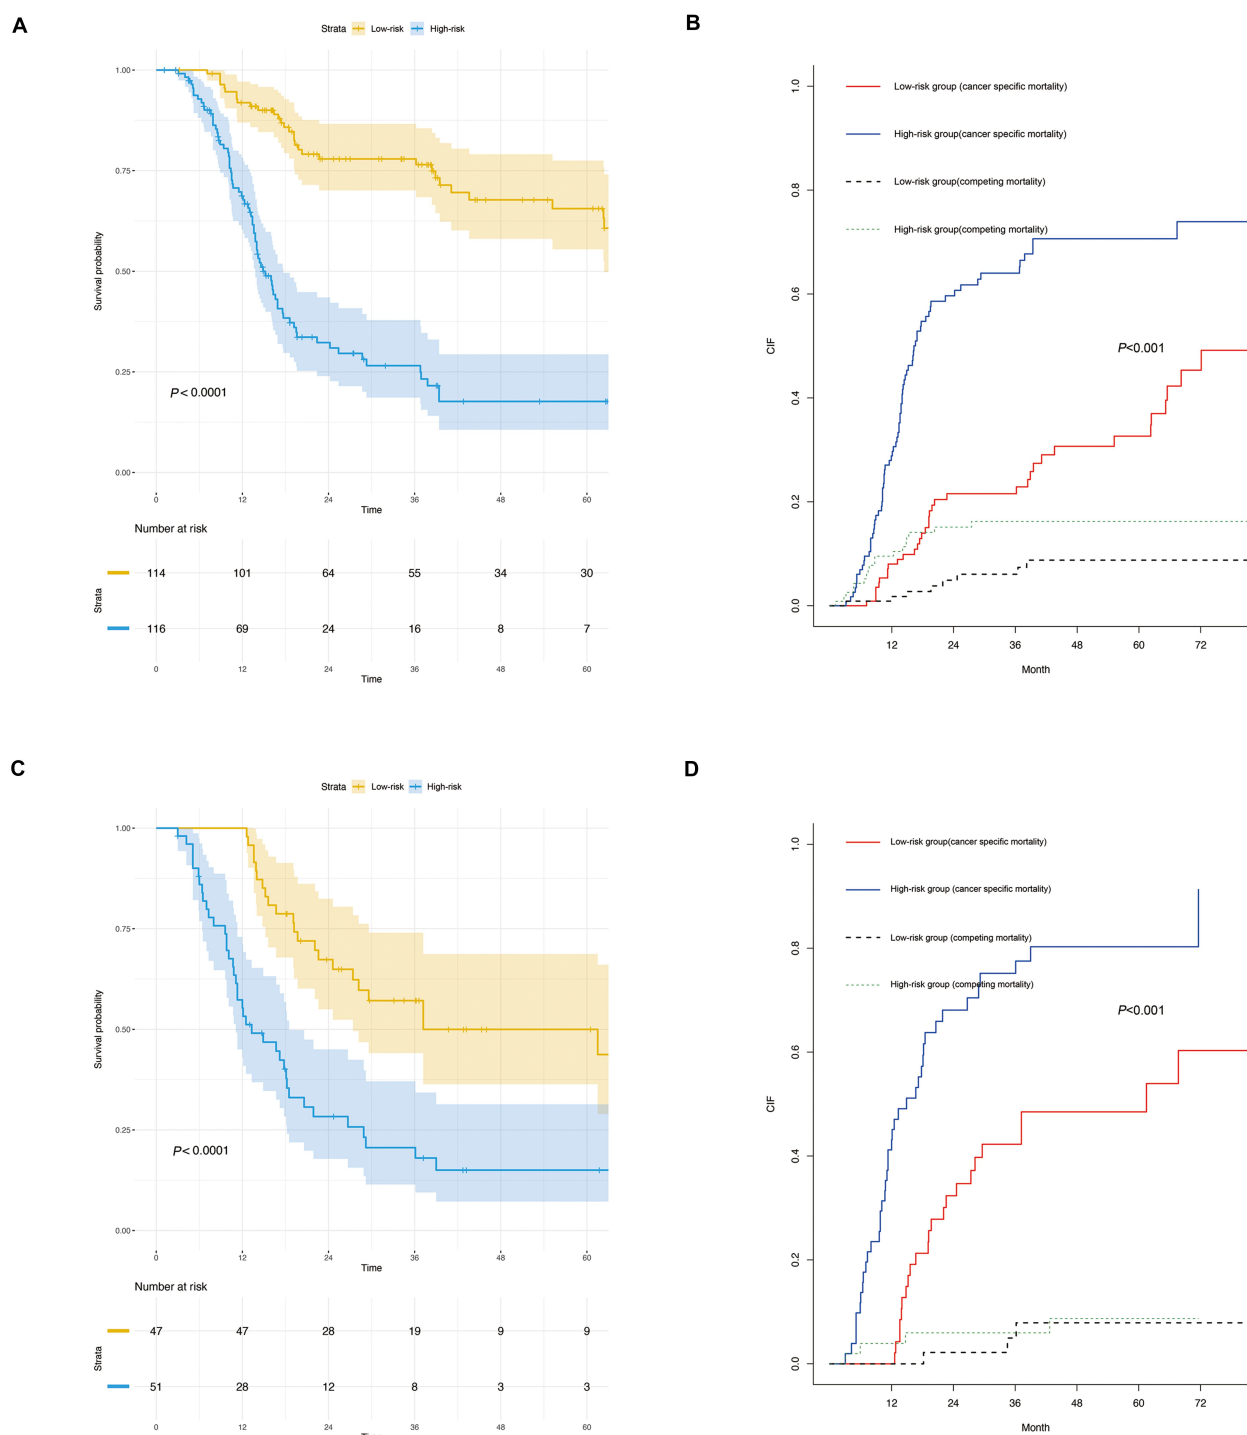 A
Strata Low-risk High-risk
1.00
0.75
0.50
0.25
0.00
Survival probability
P< 0.0001
0 12 24 36 48 60
Time
Number at risk
Strata
114 101 64 55 34 30
116 69 24 16 8 7
0 12 24 36 48 60
Time
B
Low-risk group (cancer specific mortality)
High-risk group(cancer specific mortality)
Low-risk group(competing mortality)
High-risk group(competing mortality)
1.0
0.8
0.6
0.4
0.2
0.0
CIF
P<0.001
12 24 36 48 60 72
Month
C
Strata Low-risk High-risk
1.00
0.75
0.50
0.25
0.00
Survival probability
P< 0.0001
0 12 24 36 48 60
Time
Number at risk
Strata
47 47 28 19 9 9
51 28 12 8 3 3
0 12 24 36 48 60
D
Low-risk group(cancer specific mortality)
High-risk group (cancer specific mortality)
Low-risk group (competing mortality)
High-risk group (competing mortality)
1.0
0.8
0.6
0.4
0.2
0.0
CIF
P<0.001
12 24 36 48 60 72
Month